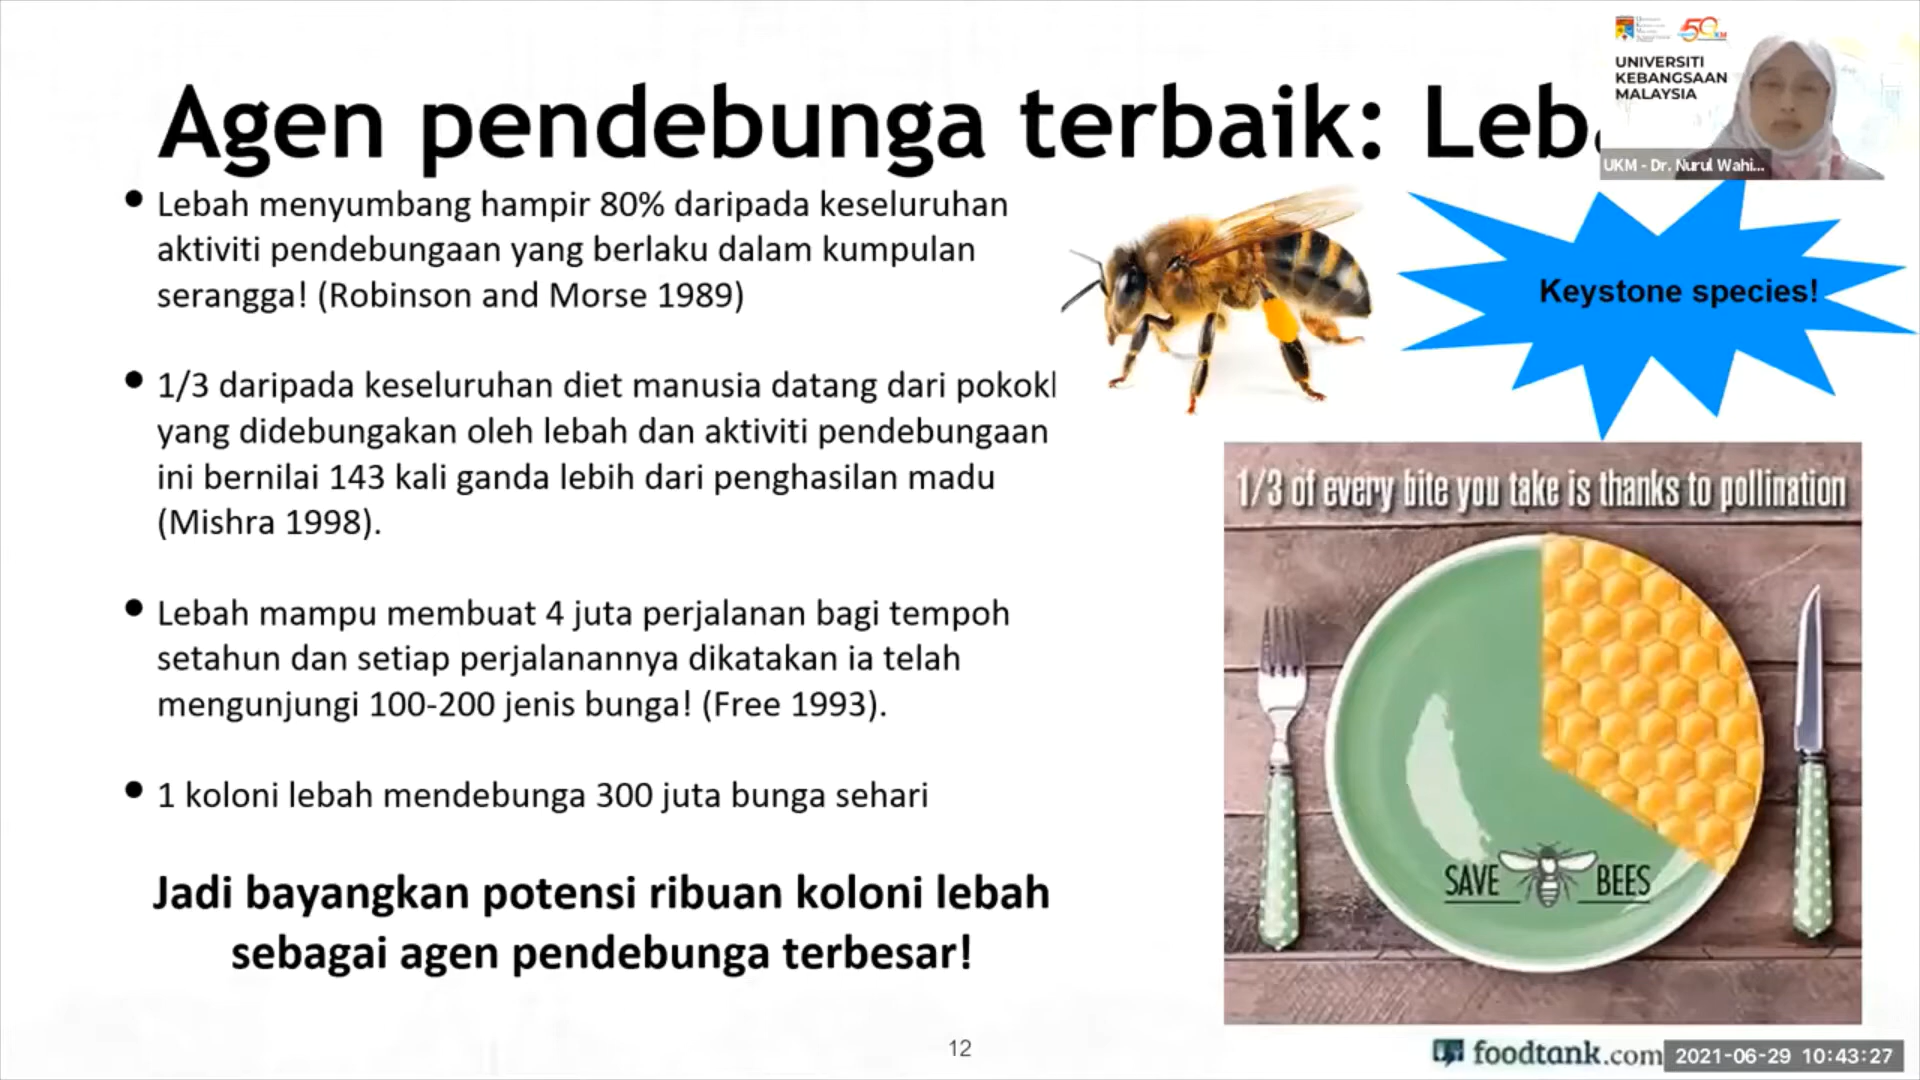 Agen pendebunga terbaik: Leb
UNIVERSITI
KEBANGSAAN
MALAYSIA
UKM - Dr. Nurul Wahi...
• Lebah menyumbang hampir 80% daripada keseluruhan
aktiviti pendebungaan yang berlaku dalam kumpulan
serangga! (Robinson and Morse 1989)
• 1/3 daripada keseluruhan diet manusia datang dari pokok
yang didebungakan oleh lebah dan aktiviti pendebungaan
ini bernilai 143 kali ganda lebih dari penghasilan madu
(Mishra 1998).
• Lebah mampu membuat 4 juta perjalanan bagi tempoh
setahun dan setiap perjalanannya dikatakan ia telah
mengunjungi 100-200 jenis bunga! (Free 1993).
• 1 koloni lebah mendebunga 300 juta bunga sehari
Jadi bayangkan potensi ribuan koloni lebah
sebagai agen pendebunga terbesar!
Keystone species!
1/3 of every bite you take is thanks to pollination
SAVE BEES
12
foodtank.com
2021-06-29 10:43:27